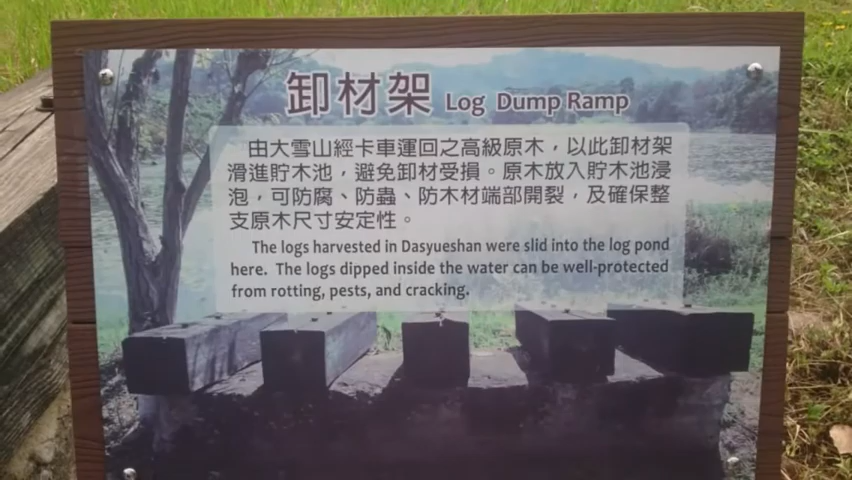 卸材架 Log Dump Ramp
由大雪山經卡車運回之高級原木，以此卸材架
滑進貯木池，避免卸材受損。原木放入貯木池浸
泡，可防腐、防蟲、防木材端部開裂，及確保整
支原木尺寸安定性。
The logs harvested in Dasyueshan were slid into the log pond
here. The logs dipped inside the water can be well-protected
from rotting, pests, and cracking.